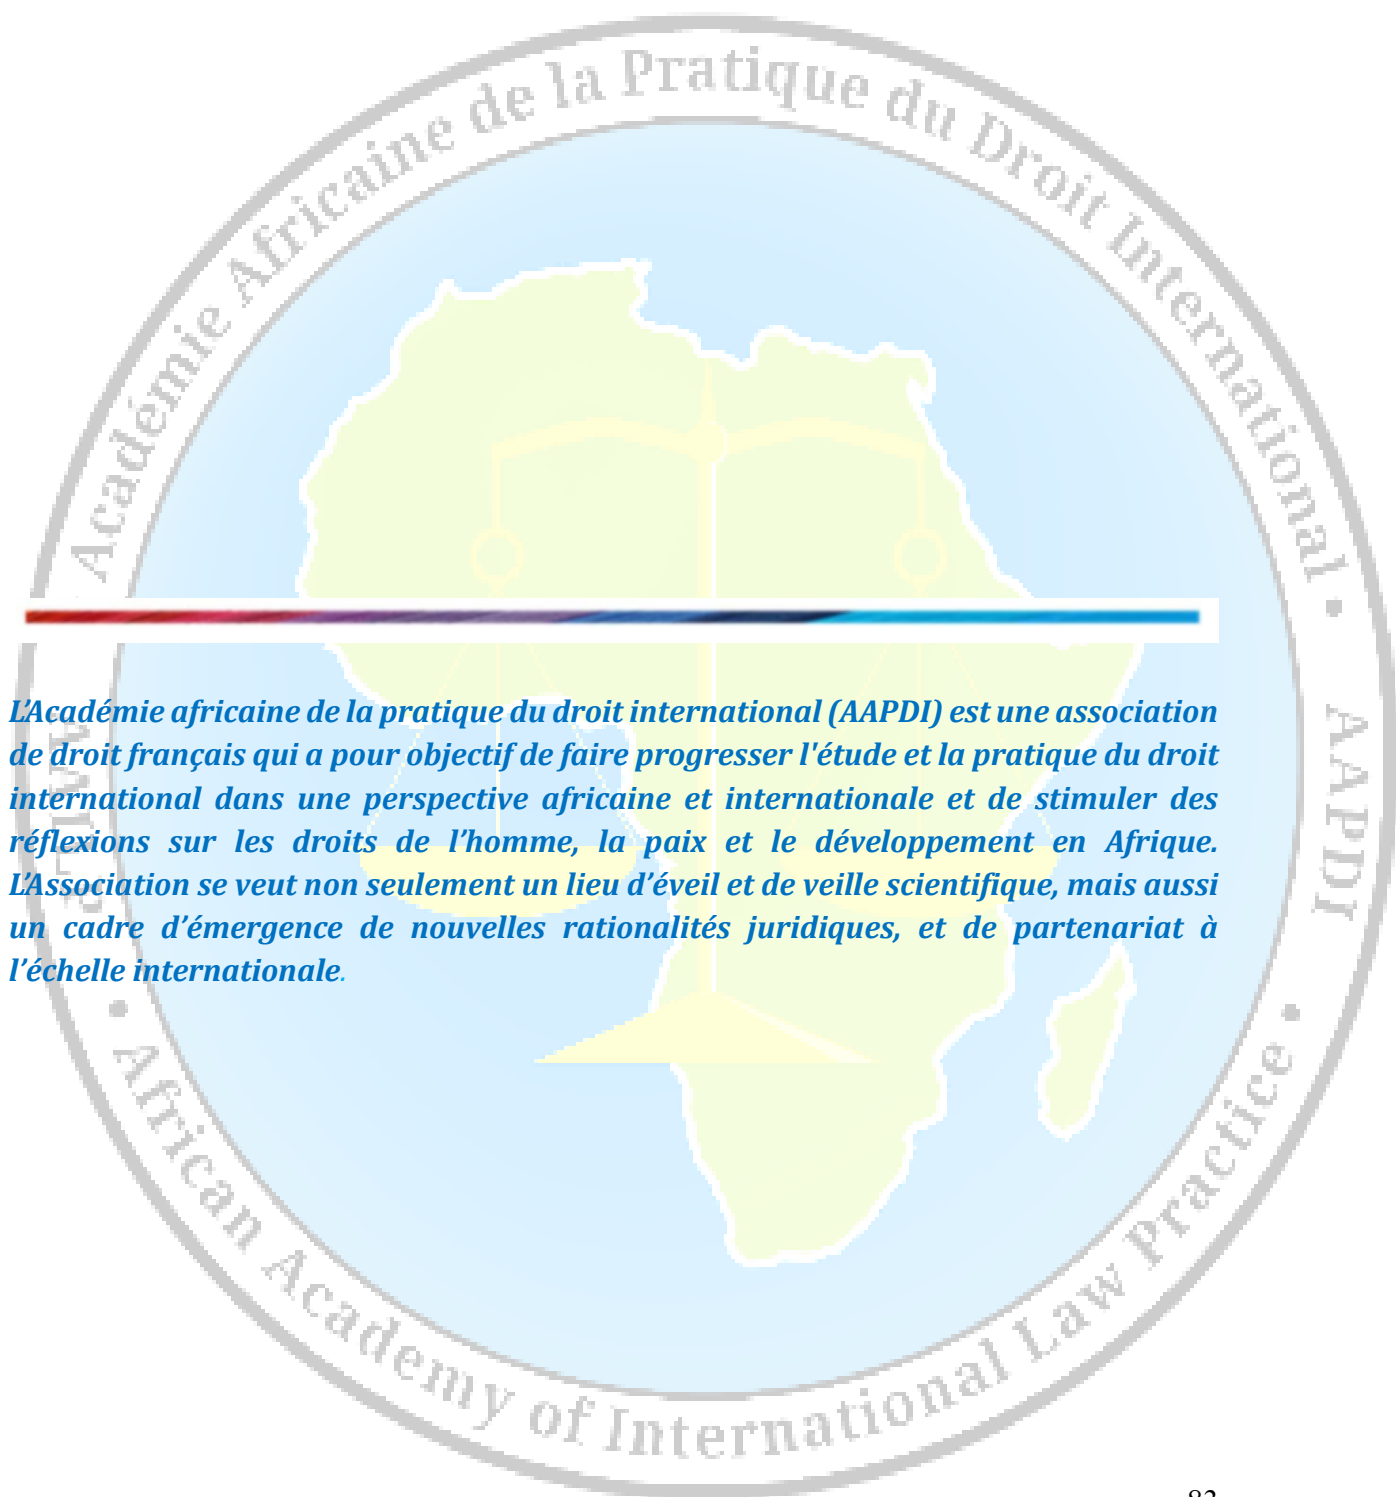 Académie Africaine de la Pratique du Droit International •
AAPDI
L'Académie africaine de la pratique du droit international (AAPDI) est une association
de droit français qui a pour objectif de faire progresser l'étude et la pratique du droit
international dans une perspective africaine et internationale et de stimuler des
réflexions sur les droits de l’homme, la paix et le développement en Afrique.
L’Association se veut non seulement un lieu d’éveil et de veille scientifique, mais aussi
un cadre d’émergence de nouvelles rationalités juridiques, et de partenariat à
l’échelle internationale.
• African Academy of International Law Practice •